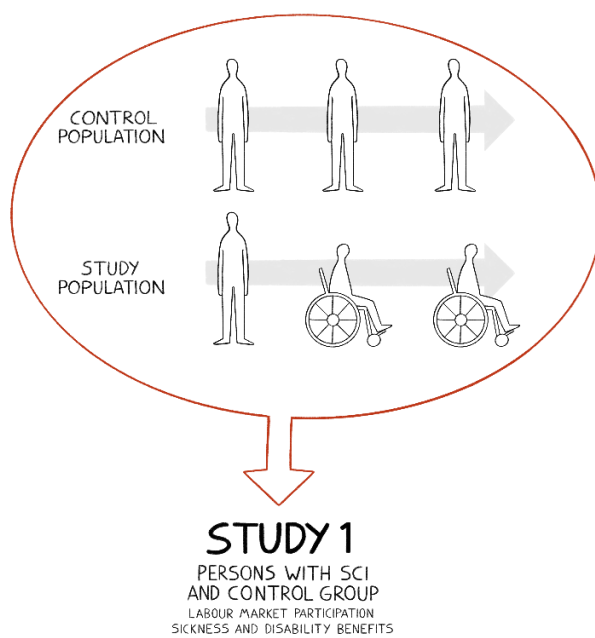 CONTROL
POPULATION
STUDY
POPULATION
STUDY 1
PERSONS WITH SCI
AND CONTROL GROUP
LABOUR MARKET PARTICIPATION
SICKNESS AND DISABILITY BENEFITS